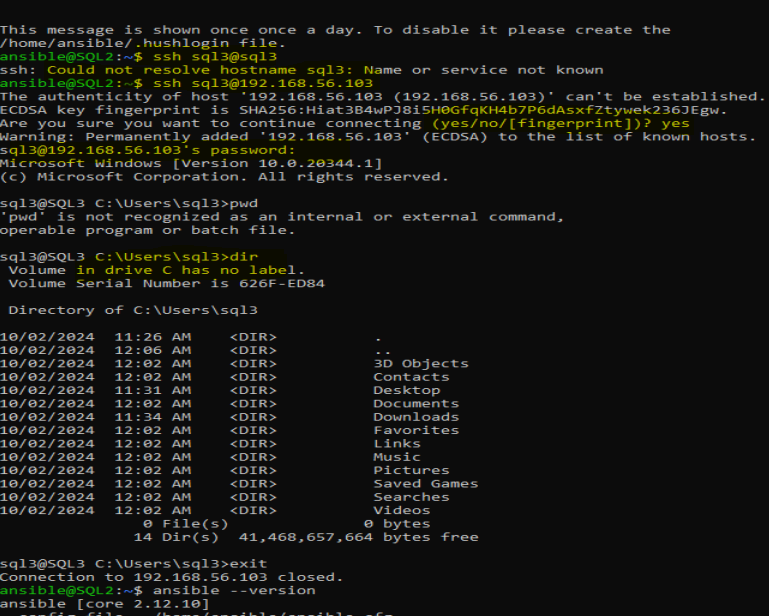 This message is shown once once a day. To disable it please create the
/home/ansible/.hushlogin file.
ansible@SQL2:~$ ssh sql3@sql3
ssh: Could not resolve hostname sql3: Name or service not known
ansible@SQL2:~$ ssh sql3@192.168.56.103
The authenticity of host '192.168.56.103 (192.168.56.103)' can't be established.
ECDSA key fingerprint is SHA256:Hiat3B4wPJ8i5H0GfqKH4b7P6dAsxfZtywek236JEgw.
Are you sure you want to continue connecting (yes/no/[fingerprint])? yes
Warning: Permanently added '192.168.56.103' (ECDSA) to the list of known hosts.
sql3@192.168.56.103's password:
Microsoft Windows [Version 10.0.20344.1]
(c) Microsoft Corporation. All rights reserved.
sql3@SQL3 C:\Users\sql3>pwd
'pwd' is not recognized as an internal or external command,
operable program or batch file.
sql3@SQL3 C:\Users\sql3>dir
Volume in drive C has no label.
Volume Serial Number is 626F-ED84
Directory of C:\Users\sql3
10/02/2024  11:26 AM    <DIR>          .
10/02/2024  12:06 AM    <DIR>          ..
10/02/2024  12:02 AM    <DIR>          3D Objects
10/02/2024  12:02 AM    <DIR>          Contacts
10/02/2024  11:31 AM    <DIR>          Desktop
10/02/2024  12:02 AM    <DIR>          Documents
10/02/2024  11:34 AM    <DIR>          Downloads
10/02/2024  12:02 AM    <DIR>          Favorites
10/02/2024  12:02 AM    <DIR>          Links
10/02/2024  12:02 AM    <DIR>          Music
10/02/2024  12:02 AM    <DIR>          Pictures
10/02/2024  12:02 AM    <DIR>          Saved Games
10/02/2024  12:02 AM    <DIR>          Searches
10/02/2024  12:02 AM    <DIR>          Videos
0 File(s)              0 bytes
14 Dir(s)  41,468,657,664 bytes free
sql3@SQL3 C:\Users\sql3>exit
Connection to 192.168.56.103 closed.
ansible@SQL2:~$ ansible --version
ansible [core 2.12.10]